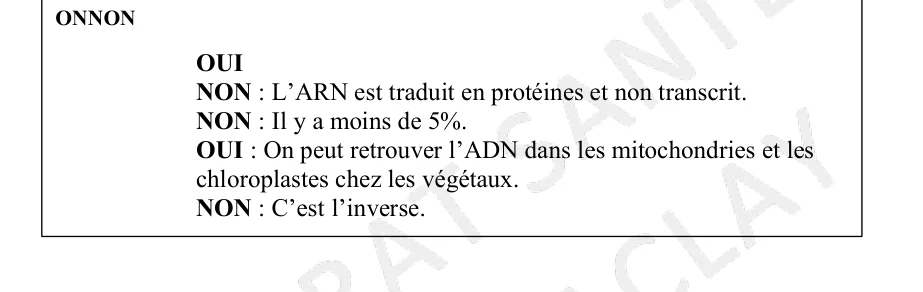 ONNON
OUI
NON : L’ARN est traduit en protéines et non transcrit.
NON : Il y a moins de 5%.
OUI : On peut retrouver l’ADN dans les mitochondries et les
chloroplastes chez les végétaux.
NON : C’est l’inverse.